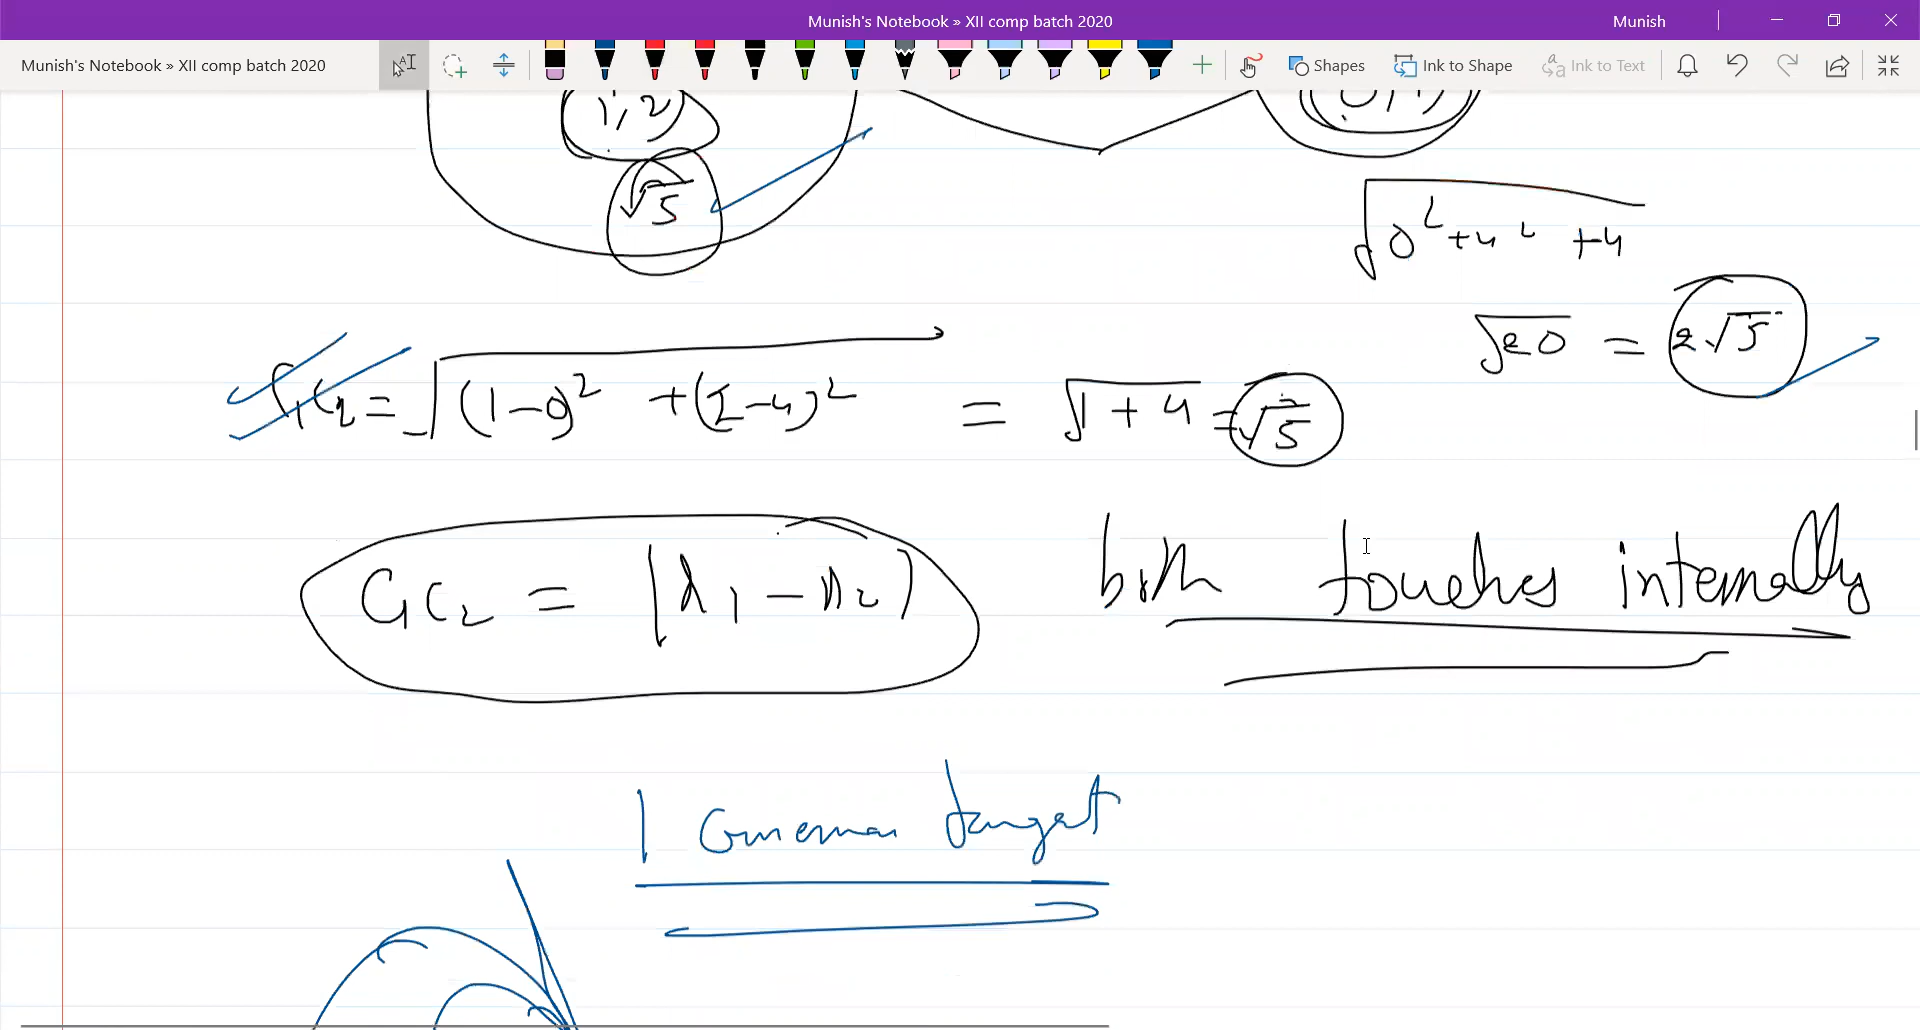 Munish's Notebook » XII comp batch 2020
Munish
Munish's Notebook » XII comp batch 2020
Shapes
Ink to Shape
Ink to Text
1, 2
√5
√0² + 4² + 4
√20 = 2√5
C₁C₂ = √(1-0)² + (2-4)² = √1 + 4 = √5
C₁C₂ = |r₁ - r₂|
both touches internally
1 Common tangent